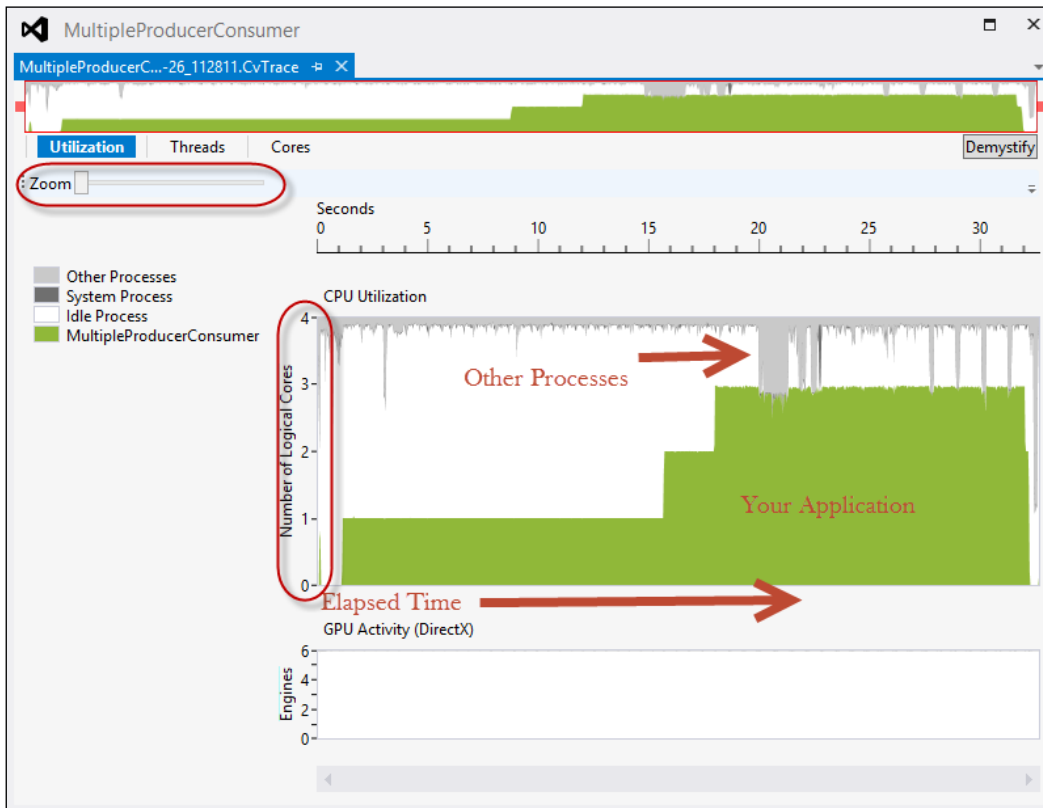 MultipleProducerConsumer
MultipleProducerC...-26_112811.CvTrace
Utilization Threads Cores Demystify
Zoom
Seconds
0 5 10 15 20 25 30
Other Processes
System Process
Idle Process
MultipleProducerConsumer
CPU Utilization
Number of Logical Cores
4
3
2
1
0
Other Processes
Your Application
Elapsed Time
GPU Activity (DirectX)
Engines
6
4
2
0